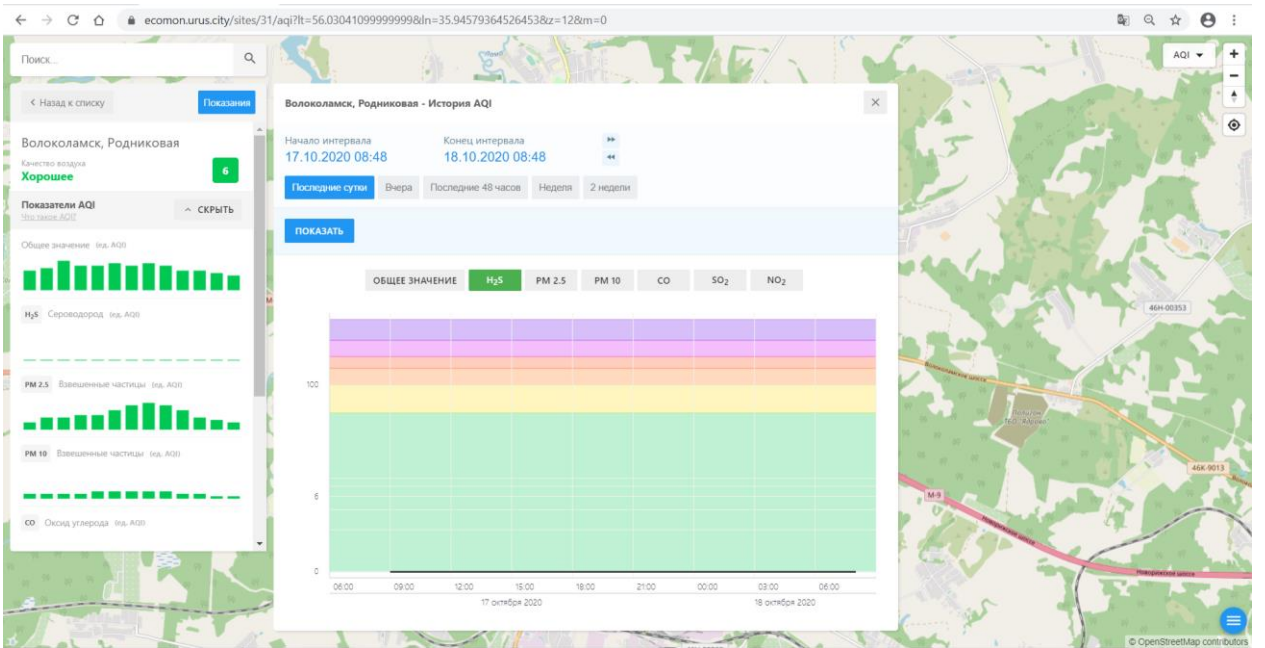 ecomon.urus.city/sites/31/aqi?lt=56.03041099999999&ln=35.94579364526453&z=12&m=0
Поиск...
AQI
< Назад к списку
Показания
Волоколамск, Родниковая
Качество воздуха
Хорошее
6
Показатели AQI
Что такое AQI?
СКРЫТЬ
Общее значение (ед. AQI)
H₂S Сероводород (ед. AQI)
PM 2.5 Взвешенные частицы (ед. AQI)
PM 10 Взвешенные частицы (ед. AQI)
CO Оксид углерода (ед. AQI)
Волоколамск, Родниковая - История AQI
Начало интервала
17.10.2020 08:48
Конец интервала
18.10.2020 08:48
Последние сутки Вчера Последние 48 часов Неделя 2 недели
ПОКАЗАТЬ
ОБЩЕЕ ЗНАЧЕНИЕ H₂S PM 2.5 PM 10 CO SO₂ NO₂
100
6
0
06:00 09:00 12:00 15:00 18:00 21:00 00:00 03:00 06:00
17 октября 2020 18 октября 2020
46Н-00353
Волоколамское шоссе
Полигон
ТБО "Ядрово"
46К-9013
М-9
Новорижское шоссе
Новорижское шоссе
© OpenStreetMap contributors